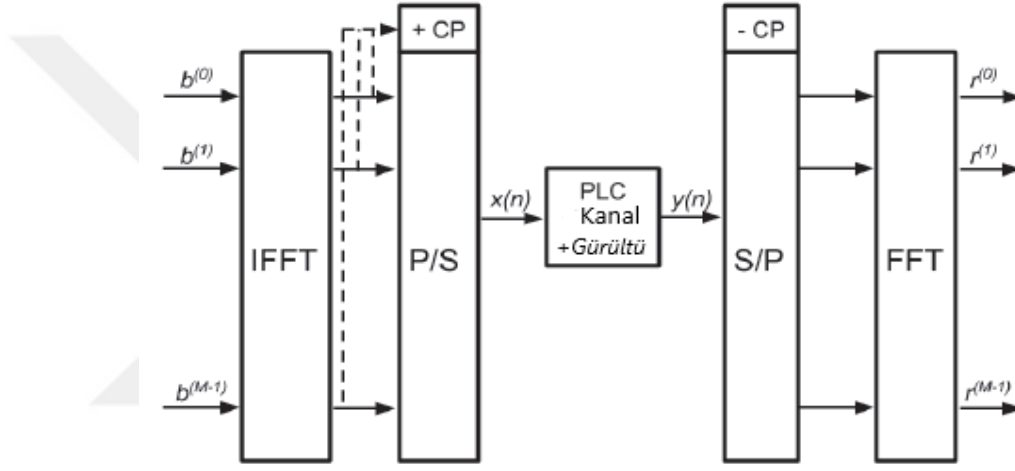 + CP
- CP
b(0)
r(0)
b(1)
r(1)
x(n)
PLC
Kanal
+Gürültü
y(n)
IFFT
P/S
S/P
FFT
b(M-1)
r(M-1)